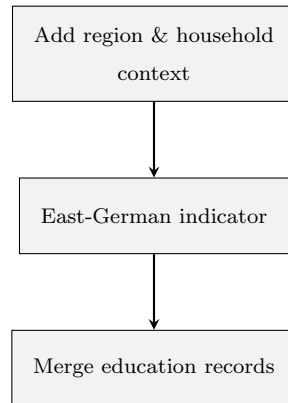 Add region & household
context
East-German indicator
Merge education records